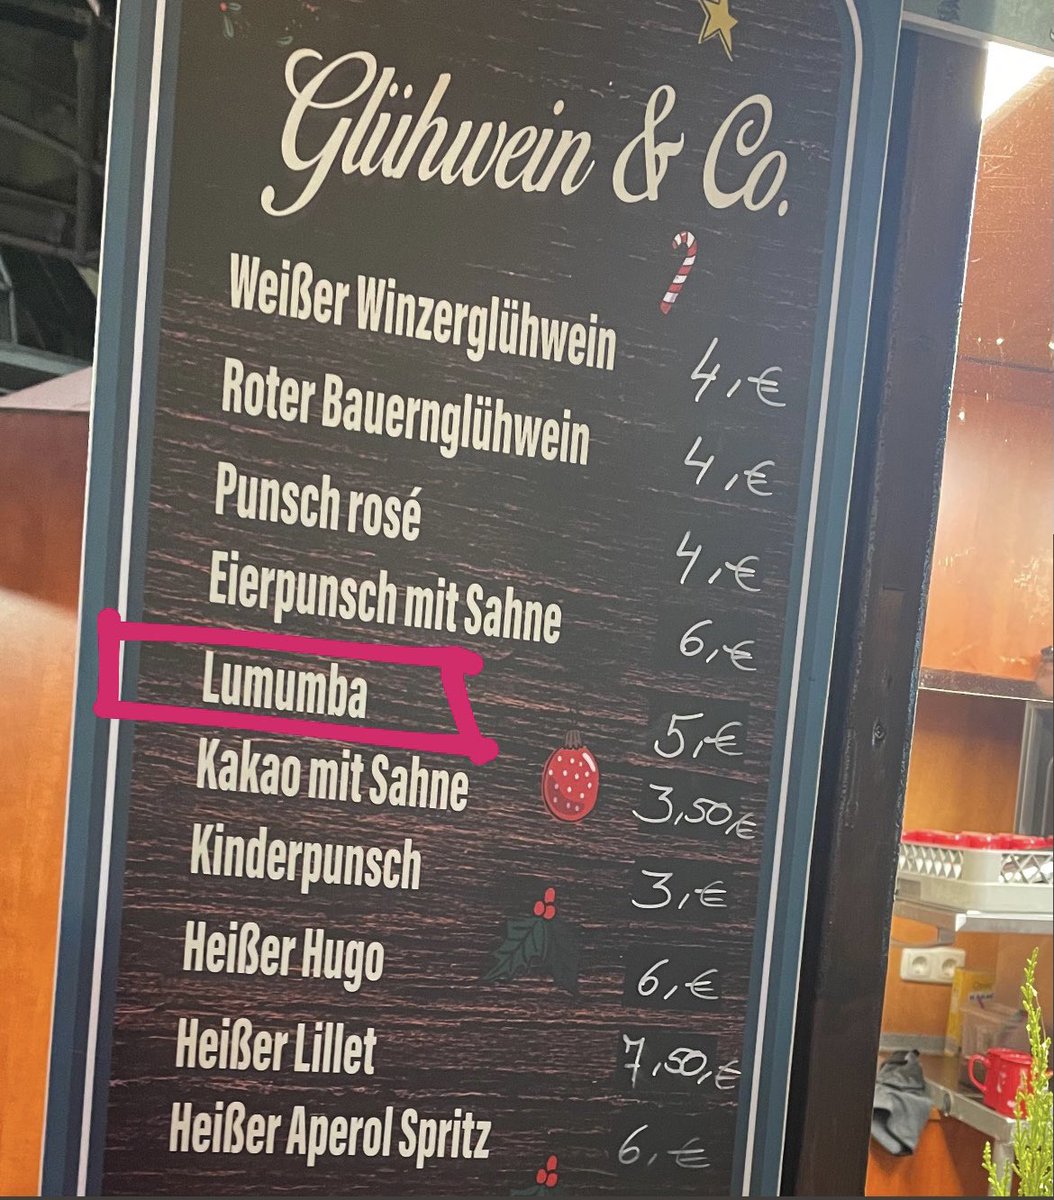 Glühwein & Co.
Weißer Winzerglühwein 4,-€
Roter Bauernglühwein 4,-€
Punsch rosé 4,-€
Eierpunsch mit Sahne 6,-€
Lumumba 5,-€
Kakao mit Sahne 3,50,-€
Kinderpunsch 3,-€
Heißer Hugo 6,-€
Heißer Lillet 7,50,-€
Heißer Aperol Spritz 6,-€